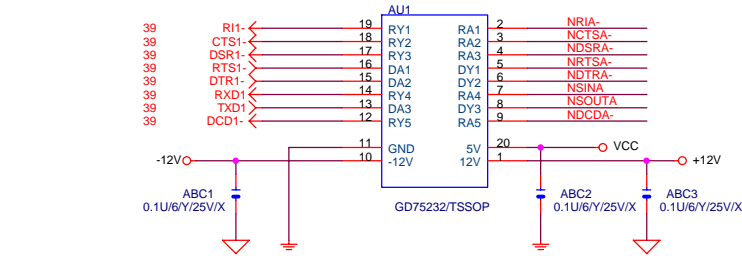 AU1
39 RI1- 19 RY1 RA1 2 NRIA-
39 CTS1- 18 RY2 RA2 3 NCTSA-
39 DSR1- 17 RY3 RA3 4 NDSRA-
39 RTS1- 16 DA1 DY1 5 NRTSA-
39 DTR1- 15 DA2 DY2 6 NDTRA-
39 RXD1 14 RY4 RA4 7 NSINA
39 TXD1 13 DA3 DY3 8 NSOUTA
39 DCD1- 12 RY5 RA5 9 NDCDA-
11 GND 5V 20 VCC
-12V 10 -12V 12V 1 +12V
ABC1 ABC2 ABC3
0.1U/6/Y/25V/X GD75232/TSSOP 0.1U/6/Y/25V/X 0.1U/6/Y/25V/X